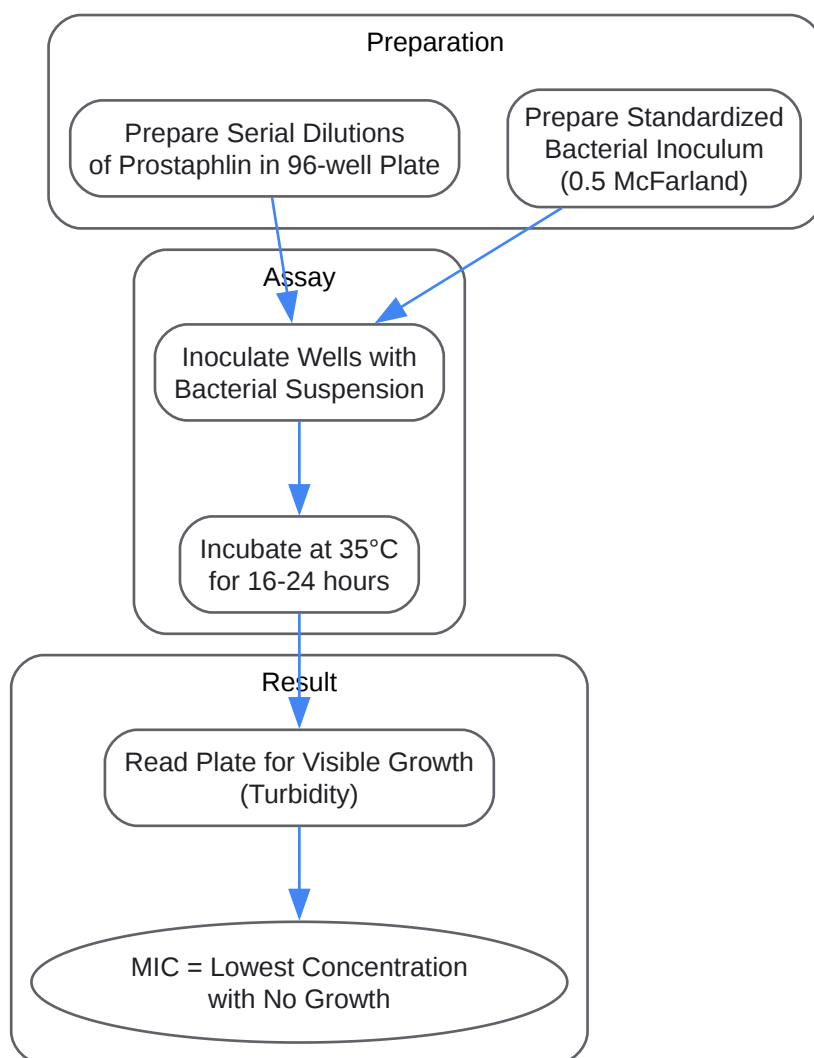 Preparation
Prepare Serial Dilutions
of Prostaphlin in 96-well Plate
Prepare Standardized
Bacterial Inoculum
(0.5 McFarland)
Assay
Inoculate Wells with
Bacterial Suspension
Incubate at 35°C
for 16-24 hours
Result
Read Plate for Visible Growth
(Turbidity)
MIC = Lowest Concentration
with No Growth